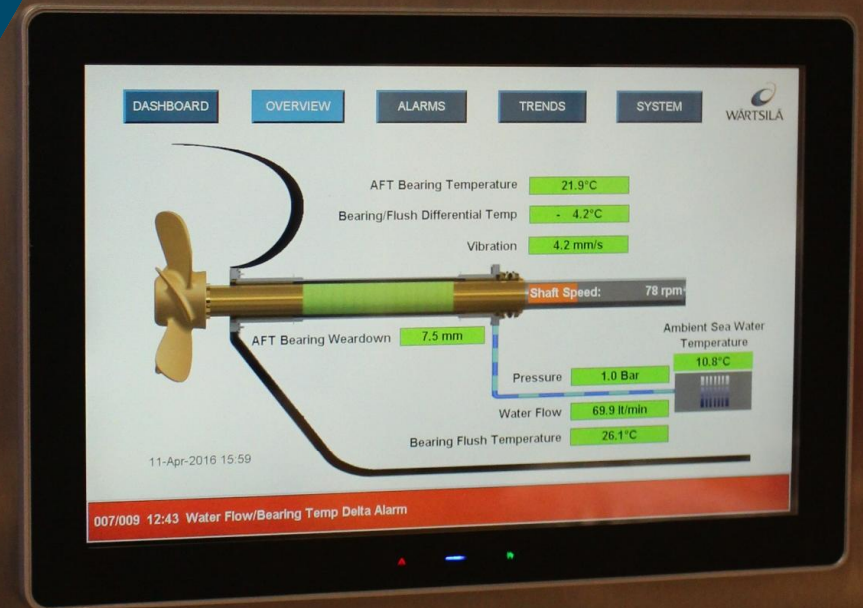 DASHBOARD
OVERVIEW
ALARMS
TRENDS
SYSTEM
WÄRTSILÄ
AFT Bearing Temperature 21.9°C
Bearing/Flush Differential Temp - 4.2°C
Vibration 4.2 mm/s
Shaft Speed: 78 rpm
AFT Bearing Weardown 7.5 mm
Ambient Sea Water
Temperature
10.8°C
Pressure 1.0 Bar
Water Flow 69.9 lt/min
Bearing Flush Temperature 26.1°C
11-Apr-2016 15:59
007/009 12:43 Water Flow/Bearing Temp Delta Alarm